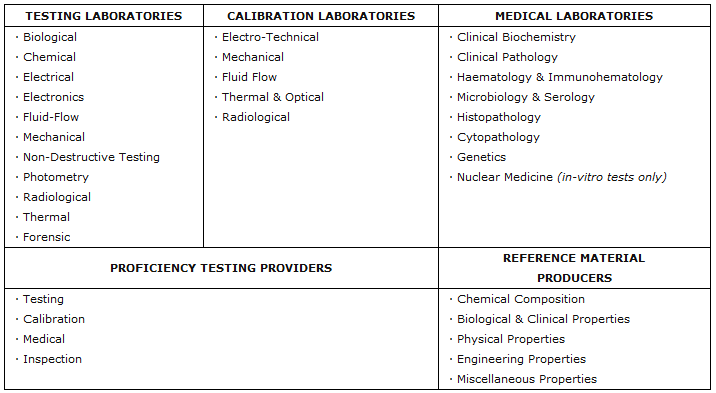 TESTING LABORATORIES
· Biological
· Chemical
· Electrical
· Electronics
· Fluid-Flow
· Mechanical
· Non-Destructive Testing
· Photometry
· Radiological
· Thermal
· Forensic
CALIBRATION LABORATORIES
· Electro-Technical
· Mechanical
· Fluid Flow
· Thermal & Optical
· Radiological
MEDICAL LABORATORIES
· Clinical Biochemistry
· Clinical Pathology
· Haematology & Immunohematology
· Microbiology & Serology
· Histopathology
· Cytopathology
· Genetics
· Nuclear Medicine (in-vitro tests only)
PROFICIENCY TESTING PROVIDERS
· Testing
· Calibration
· Medical
· Inspection
REFERENCE MATERIAL
PRODUCERS
· Chemical Composition
· Biological & Clinical Properties
· Physical Properties
· Engineering Properties
· Miscellaneous Properties